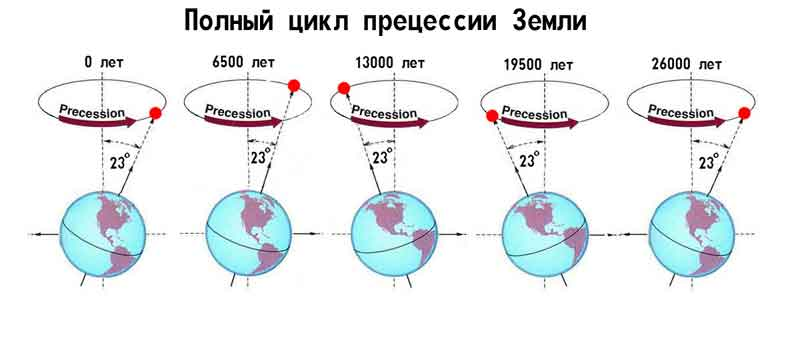 Полный цикл прецессии Земли
0 лет
6500 лет
13000 лет
19500 лет
26000 лет
Precession
Precession
Precession
Precession
Precession
23°
23°
23°
23°
23°